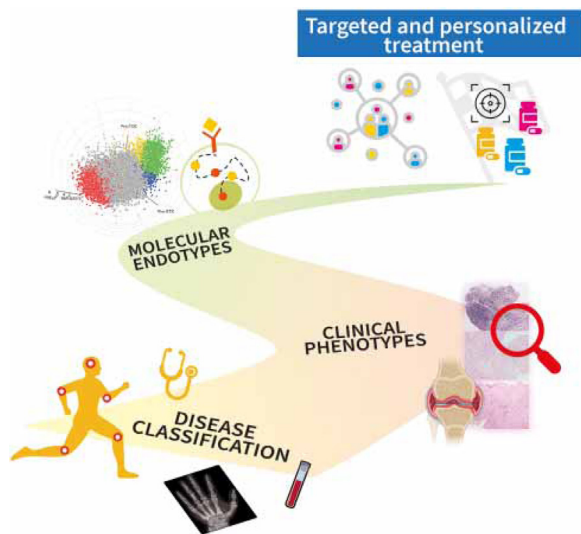 Targeted and personalized
treatment
MOLECULAR
ENDOTYPES
CLINICAL
PHENOTYPES
DISEASE
CLASSIFICATION